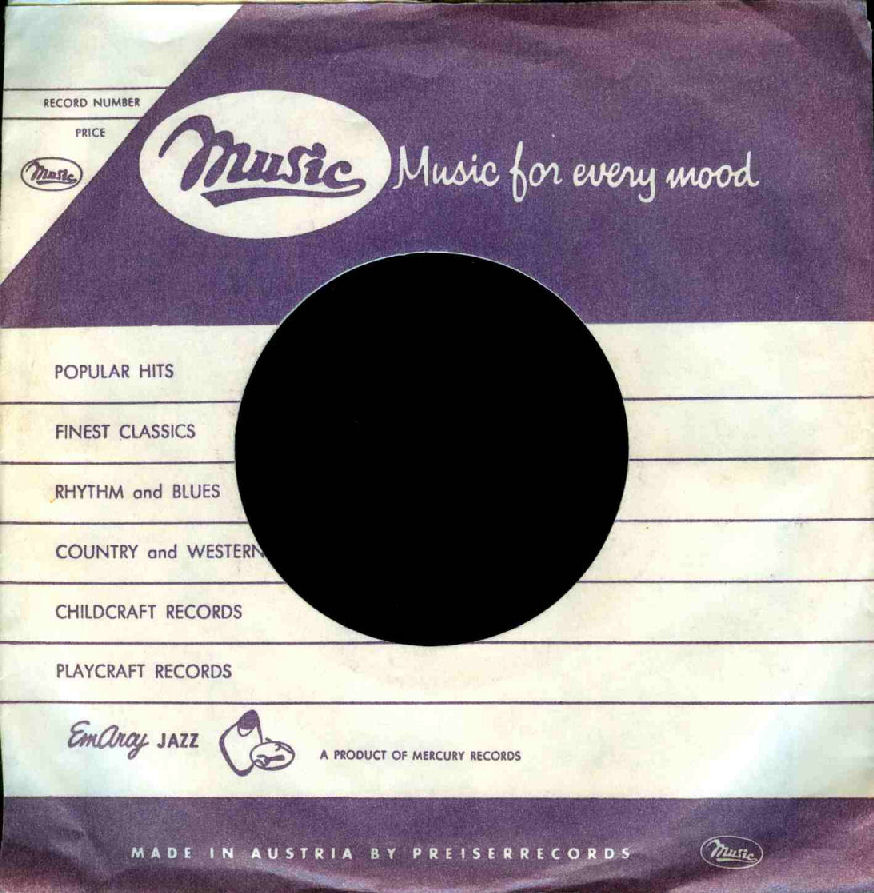 RECORD NUMBER
PRICE
Music
Music
Music for every mood
POPULAR HITS
FINEST CLASSICS
RHYTHM and BLUES
COUNTRY and WESTERN
CHILDCRAFT RECORDS
PLAYCRAFT RECORDS
EmArcy JAZZ
A PRODUCT OF MERCURY RECORDS
MADE IN AUSTRIA BY PREISERRECORDS
Music